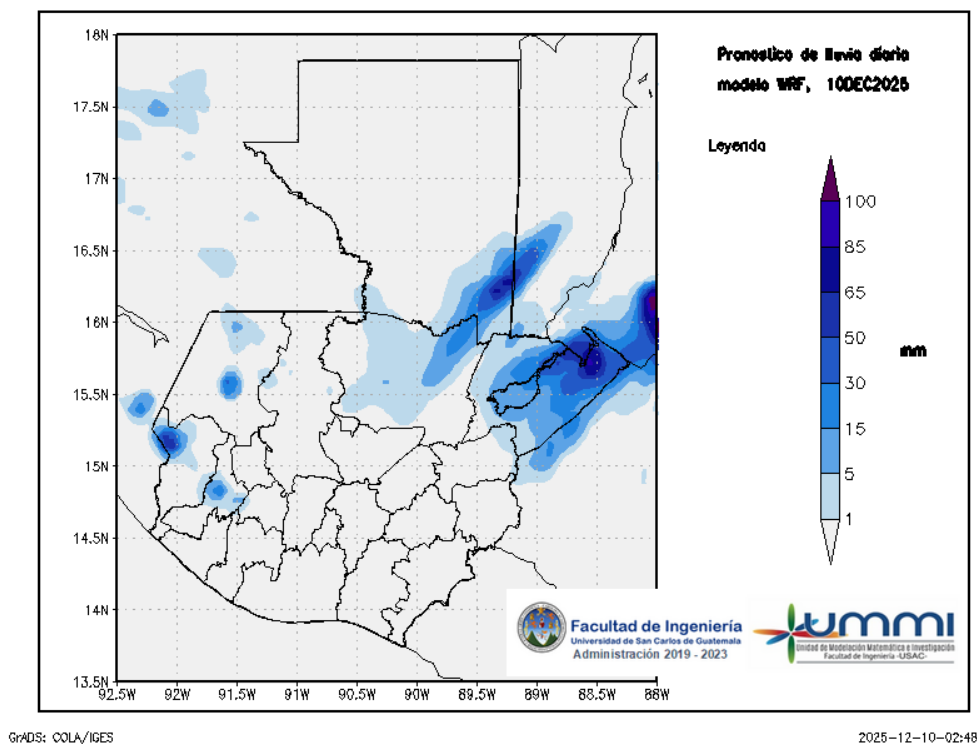 Pronostico de lluvia diaria
modelo WRF, 10DEC2025
Leyenda
100
85
65
50
30
15
5
1
mm
18N
17.5N
17N
16.5N
16N
15.5N
15N
14.5N
14N
13.5N
92.5W 92W 91.5W 91W 90.5W 90W 89.5W 89W 88.5W 88W
Facultad de Ingeniería
Universidad de San Carlos de Guatemala
Administración 2019 - 2023
ummi
Unidad de Modelación Matemática e Investigación
Facultad de Ingeniería -USAC-
GrADS: COLA/IGES
2025-12-10-02:48